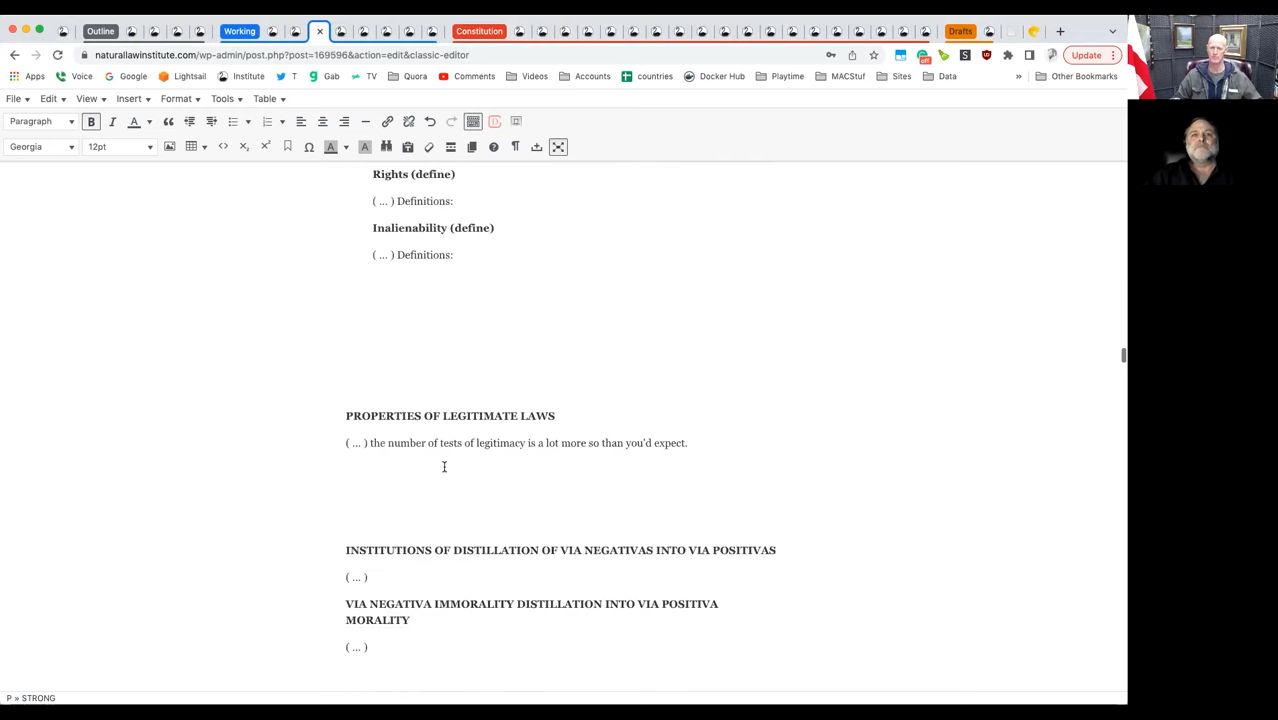 Outline
Working
Constitution
Drafts
naturallawinstitute.com/wp-admin/post.php?post=169596&action=edit&classic-editor
Update
Apps Voice Google Lightsail Institute Twitter Gab TV Quora Comments Videos Accounts countries Docker Hub Playtime MACStuf Sites Data » Other Bookmarks
File Edit View Insert Format Tools Table
Paragraph B I A
Georgia 12pt
Rights (define)
( ... ) Definitions:
Inalienability (define)
( ... ) Definitions:
PROPERTIES OF LEGITIMATE LAWS
( ... ) the number of tests of legitimacy is a lot more so than you'd expect.
INSTITUTIONS OF DISTILLATION OF VIA NEGATIVAS INTO VIA POSITIVAS
( ... )
VIA NEGATIVA IMMORALITY DISTILLATION INTO VIA POSITIVA
MORALITY
( ... )
P » STRONG